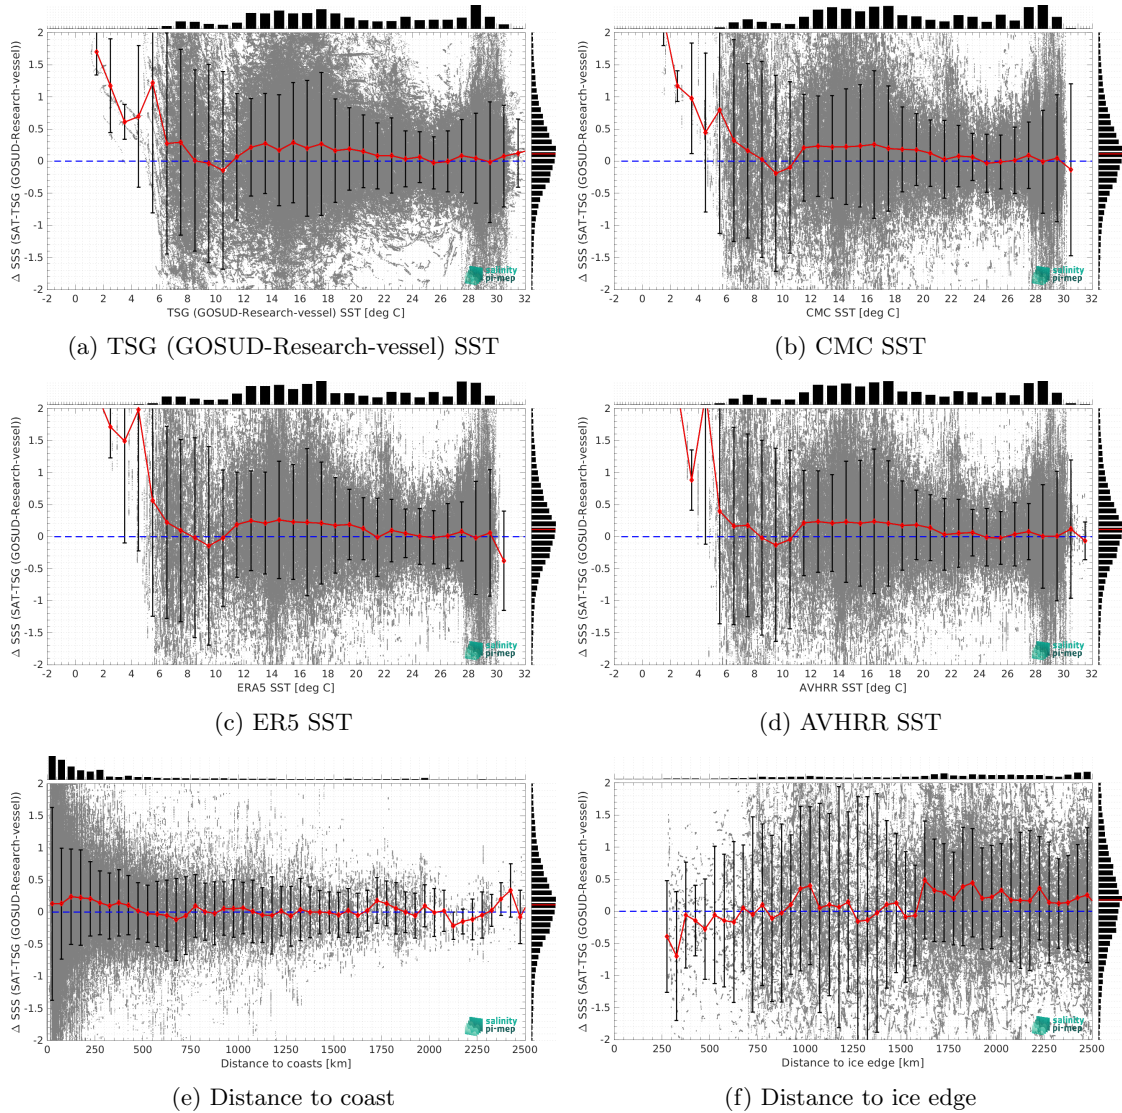 Δ SSS (SAT-TSG (GOSUD-Research-vessel))
2
1.5
1
0.5
0
-0.5
-1
-1.5
-2
-2 0 2 4 6 8 10 12 14 16 18 20 22 24 26 28 30 32
TSG (GOSUD-Research-vessel) SST [deg C]
salinity
pi-mep
(a) TSG (GOSUD-Research-vessel) SST
Δ SSS (SAT-TSG (GOSUD-Research-vessel))
2
1.5
1
0.5
0
-0.5
-1
-1.5
-2
-2 0 2 4 6 8 10 12 14 16 18 20 22 24 26 28 30 32
CMC SST [deg C]
salinity
pi-mep
(b) CMC SST
Δ SSS (SAT-TSG (GOSUD-Research-vessel))
2
1.5
1
0.5
0
-0.5
-1
-1.5
-2
-2 0 2 4 6 8 10 12 14 16 18 20 22 24 26 28 30 32
ERA5 SST [deg C]
salinity
pi-mep
(c) ER5 SST
Δ SSS (SAT-TSG (GOSUD-Research-vessel))
2
1.5
1
0.5
0
-0.5
-1
-1.5
-2
-2 0 2 4 6 8 10 12 14 16 18 20 22 24 26 28 30 32
AVHRR SST [deg C]
salinity
pi-mep
(d) AVHRR SST
Δ SSS (SAT-TSG (GOSUD-Research-vessel))
2
1.5
1
0.5
0
-0.5
-1
-1.5
-2
0 250 500 750 1000 1250 1500 1750 2000 2250 2500
Distance to coasts [km]
salinity
pi-mep
(e) Distance to coast
Δ SSS (SAT-TSG (GOSUD-Research-vessel))
2
1.5
1
0.5
0
-0.5
-1
-1.5
-2
0 250 500 750 1000 1250 1500 1750 2000 2250 2500
Distance to ice edge [km]
salinity
pi-mep
(f) Distance to ice edge